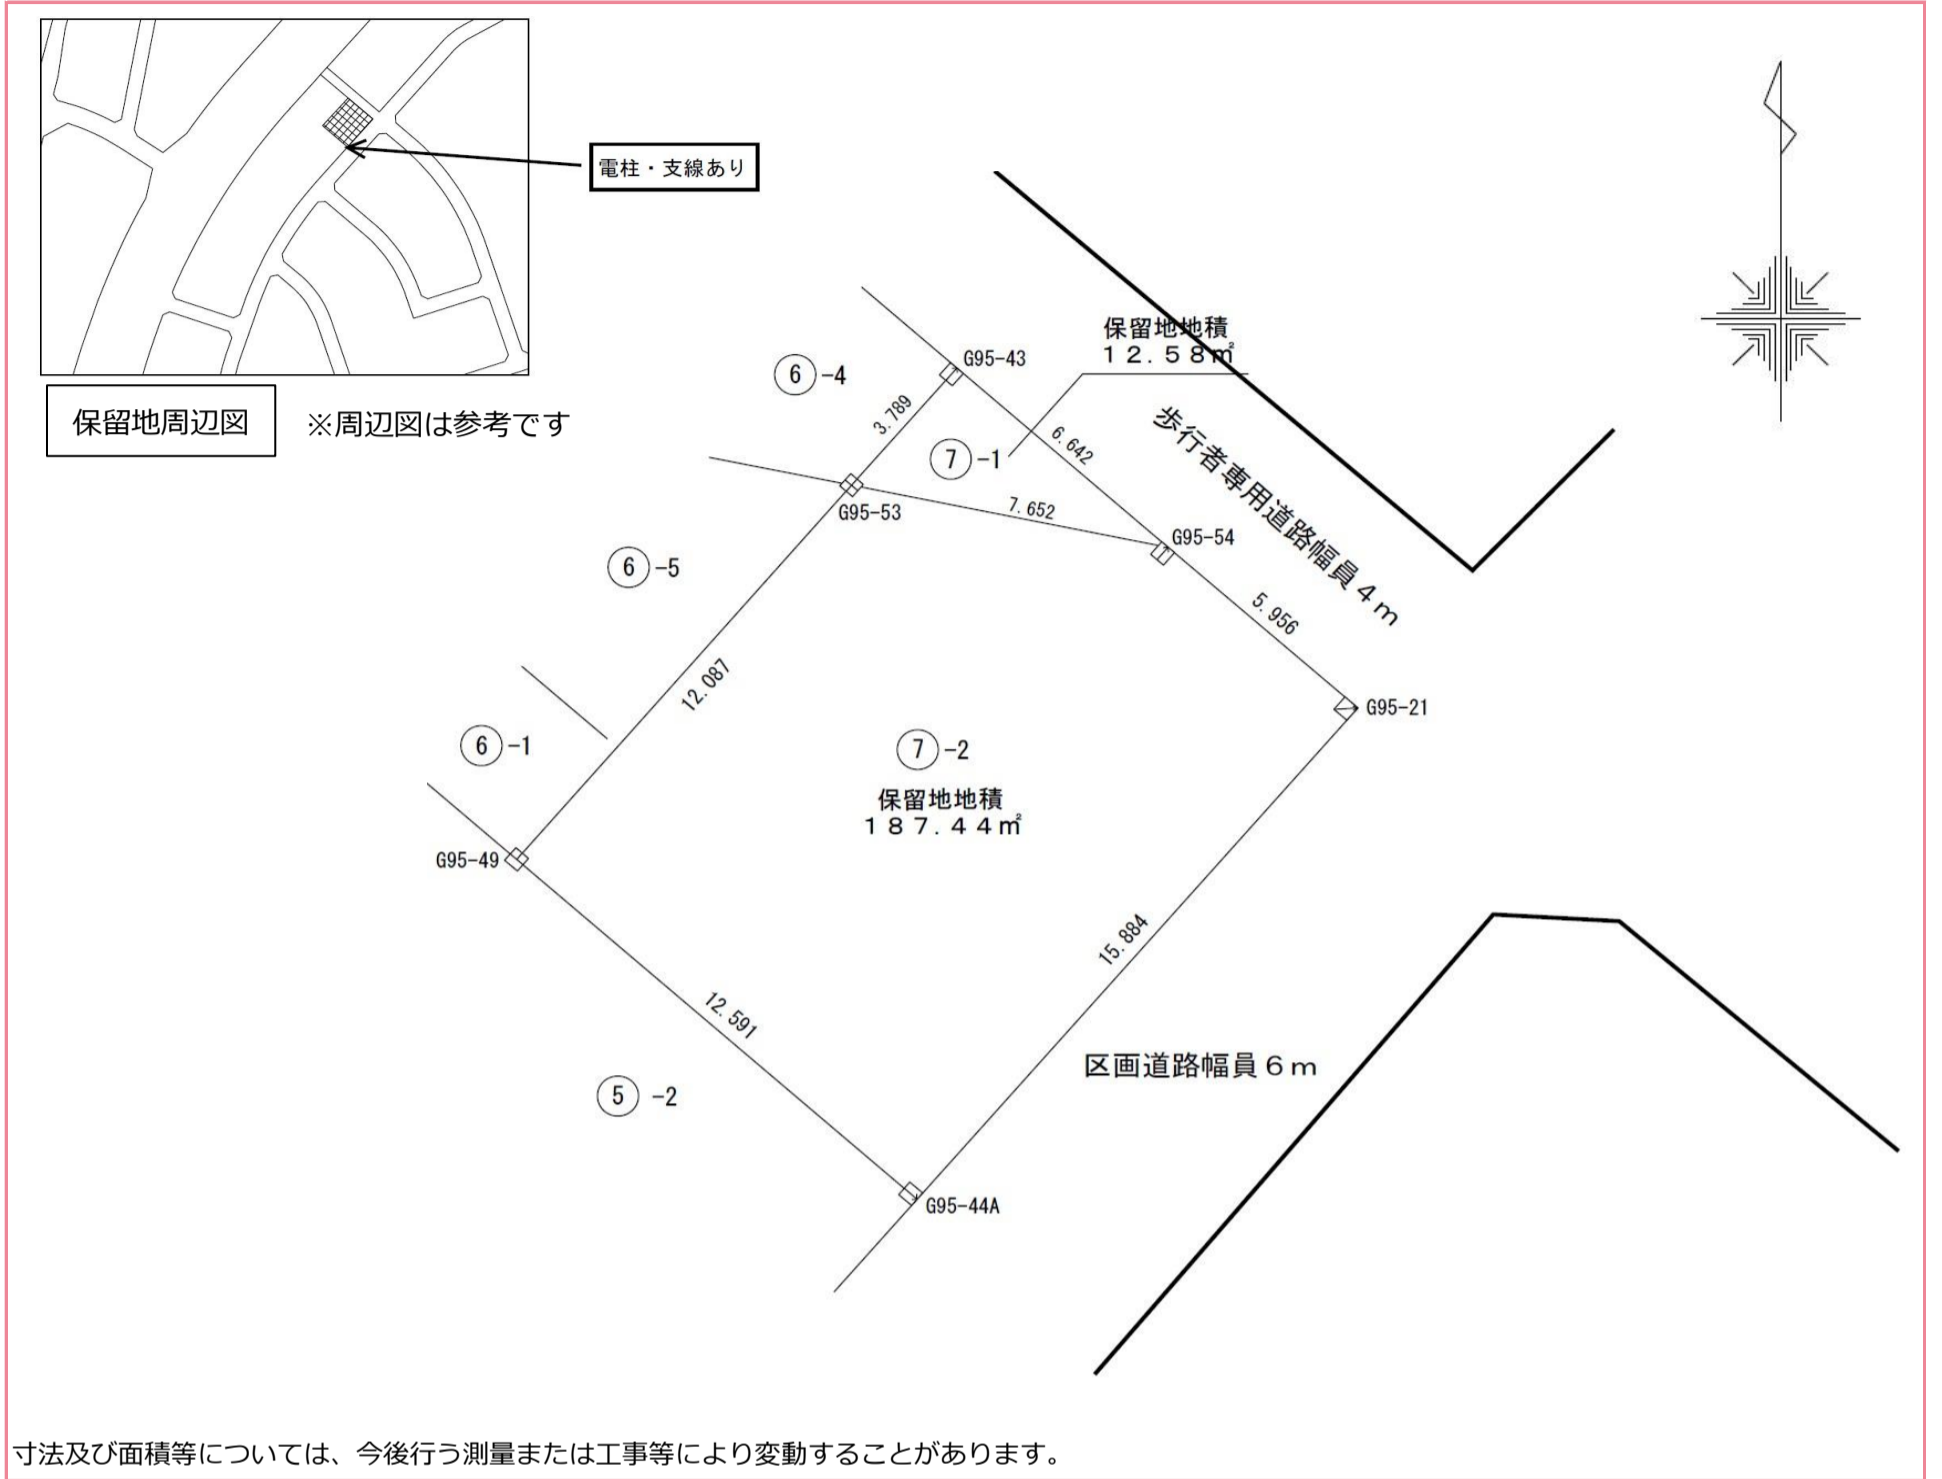 電柱・支線あり
保留地周辺図
※周辺図は参考です
保留地地積
12.58㎡
G95-43
⑥-4
3.789
⑦-1
6.642
歩行者専用道路幅員4m
G95-53
7.652
G95-54
⑥-5
5.956
12.087
G95-21
⑥-1
⑦-2
保留地地積
187.44㎡
G95-49
15.884
12.591
区画道路幅員6m
⑤-2
G95-44A
寸法及び面積等については、今後行う測量または工事等により変動することがあります。